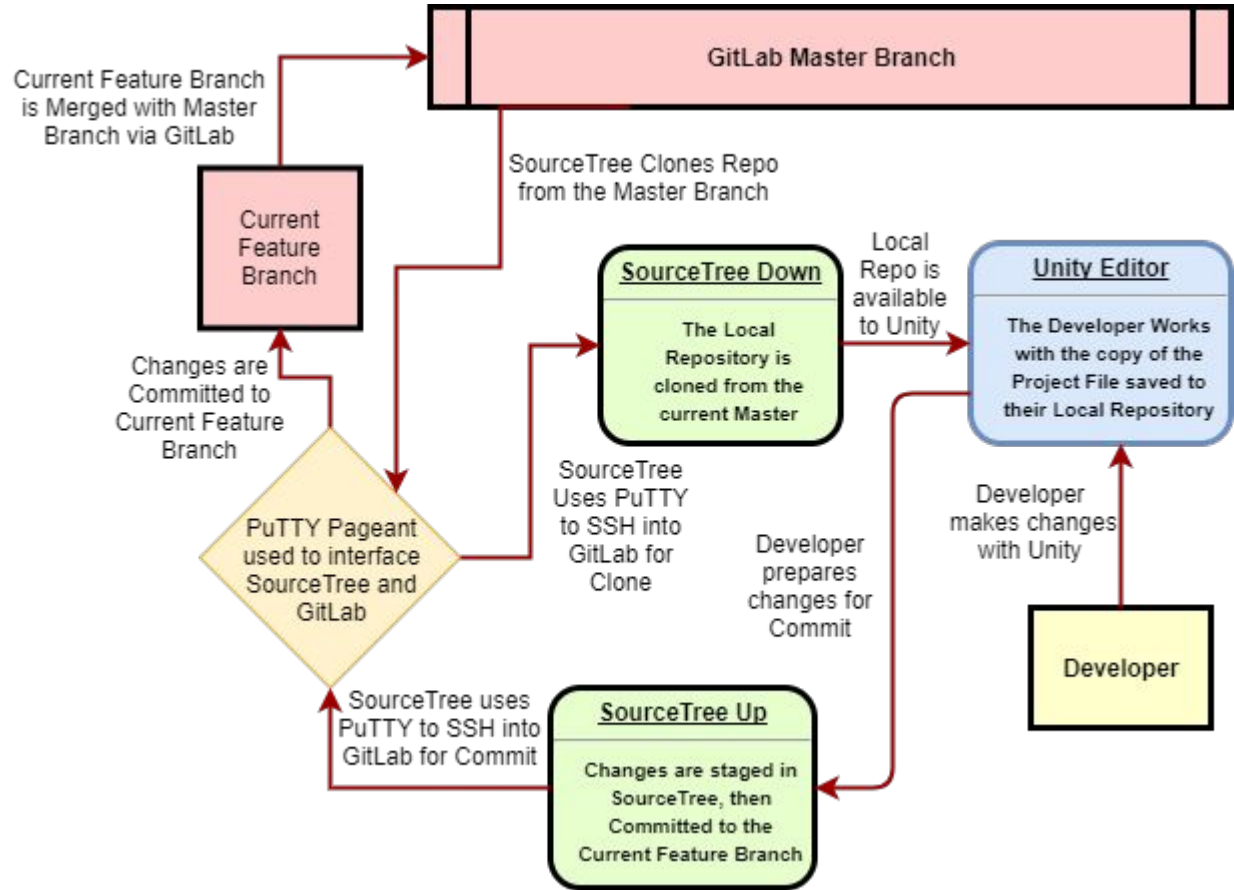 GitLab Master Branch
Current Feature Branch
is Merged with Master
Branch via GitLab
SourceTree Clones Repo
from the Master Branch
Current
Feature
Branch
SourceTree Down
The Local
Repository is
cloned from the
current Master
Local
Repo is
available
to Unity
Unity Editor
The Developer Works
with the copy of the
Project File saved to
their Local Repository
Changes are
Committed to
Current Feature
Branch
SourceTree
Uses PuTTY
to SSH into
GitLab for
Clone
PuTTY Pageant
used to interface
SourceTree and
GitLab
Developer
prepares
changes for
Commit
Developer
makes changes
with Unity
Developer
SourceTree uses
PuTTY to SSH into
GitLab for Commit
SourceTree Up
Changes are staged in
SourceTree, then
Committed to the
Current Feature Branch